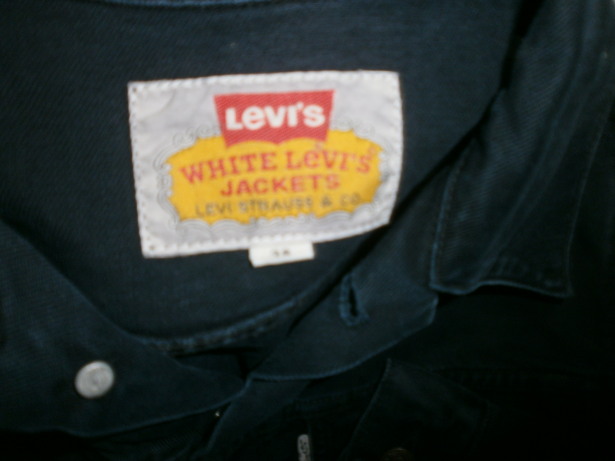 LEVI'S
WHITE LEVI'S
JACKETS
LEVI STRAUSS & CO